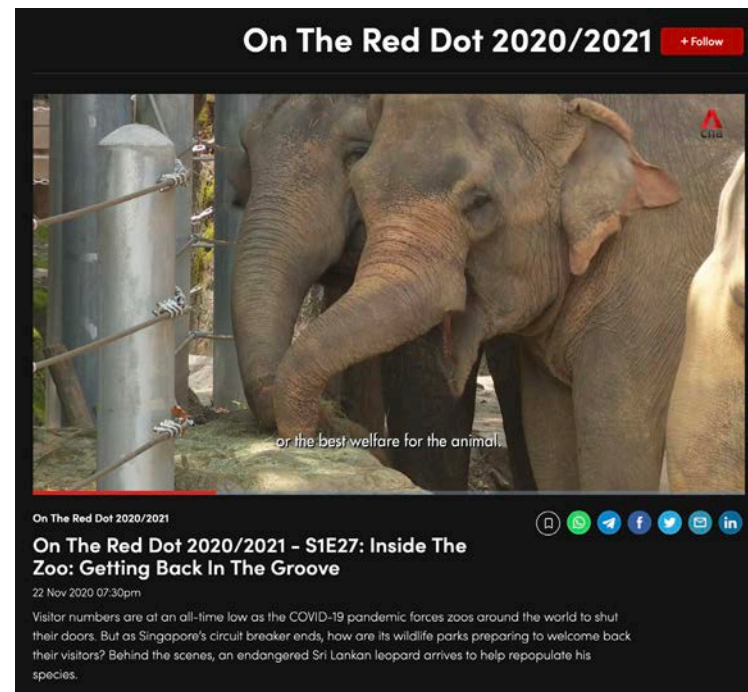 On The Red Dot 2020/2021
+ Follow
cna
or the best welfare for the animal.
On The Red Dot 2020/2021
On The Red Dot 2020/2021 - S1E27: Inside The
Zoo: Getting Back In The Groove
22 Nov 2020 07:30pm
Visitor numbers are at an all-time low as the COVID-19 pandemic forces zoos around the world to shut
their doors. But as Singapore's circuit breaker ends, how are its wildlife parks preparing to welcome back
their visitors? Behind the scenes, an endangered Sri Lankan leopard arrives to help repopulate his
species.